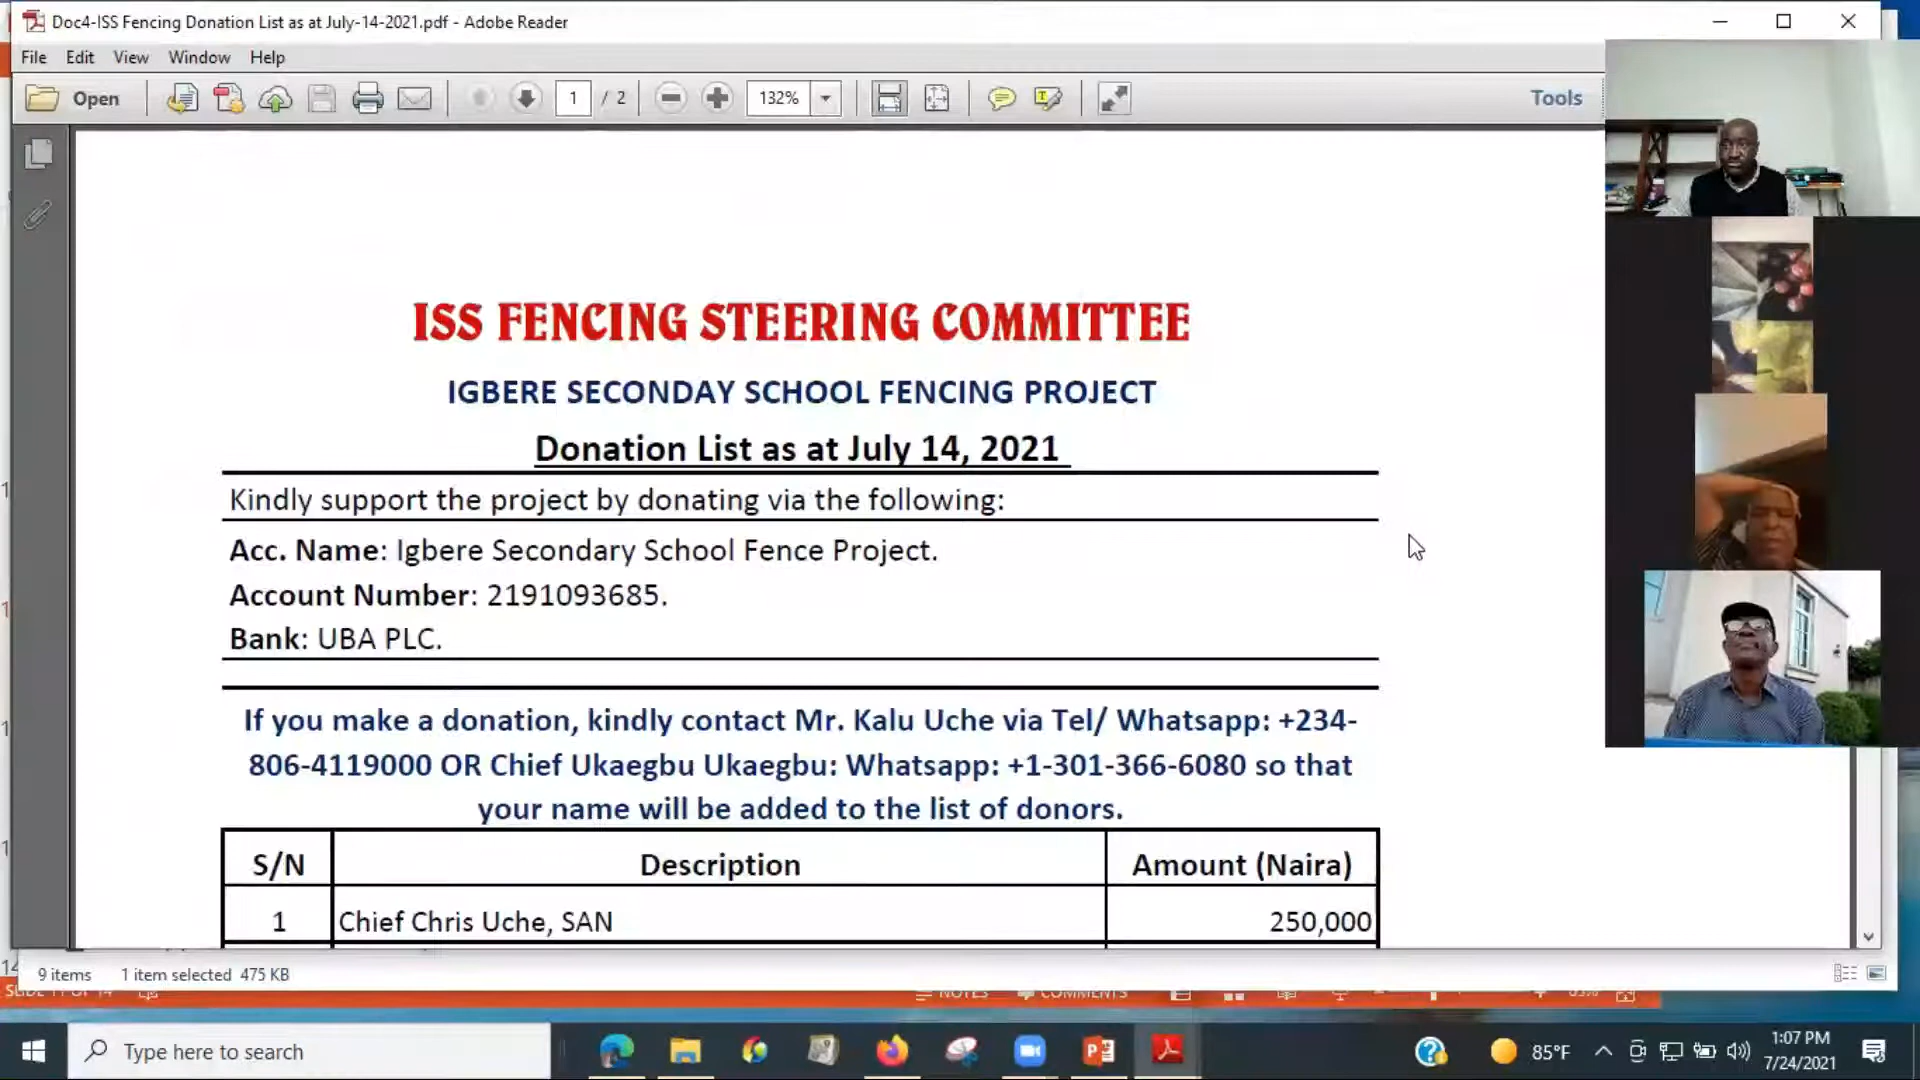 Doc4-ISS Fencing Donation List as at July-14-2021.pdf - Adobe Reader
File Edit View Window Help
Open 1 / 2 132% Tools
ISS FENCING STEERING COMMITTEE
IGBERE SECONDAY SCHOOL FENCING PROJECT
Donation List as at July 14, 2021
Kindly support the project by donating via the following:
Acc. Name: Igbere Secondary School Fence Project.
Account Number: 2191093685.
Bank: UBA PLC.
If you make a donation, kindly contact Mr. Kalu Uche via Tel/ Whatsapp: +234-
806-4119000 OR Chief Ukaegbu Ukaegbu: Whatsapp: +1-301-366-6080 so that
your name will be added to the list of donors.
S/N Description Amount (Naira)
1 Chief Chris Uche, SAN 250,000
9 items 1 item selected 475 KB
NOTES COMMENTS
Type here to search
85°F
1:07 PM
7/24/2021